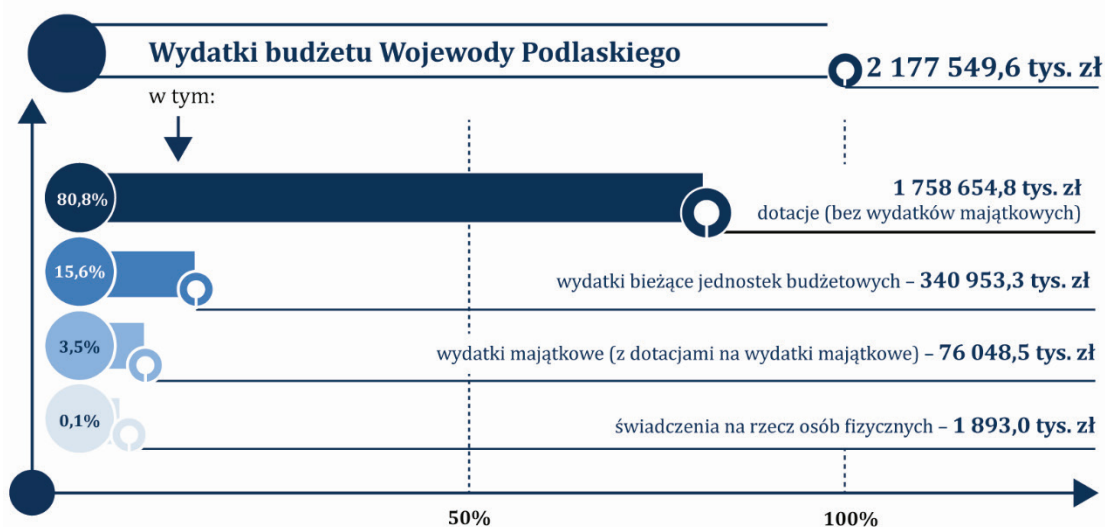 Wydatki budżetu Wojewody Podlaskiego
2 177 549,6 tys. zł
w tym:
80,8%
1 758 654,8 tys. zł
dotacje (bez wydatków majątkowych)
15,6%
wydatki bieżące jednostek budżetowych – 340 953,3 tys. zł
3,5%
wydatki majątkowe (z dotacjami na wydatki majątkowe) – 76 048,5 tys. zł
0,1%
świadczenia na rzecz osób fizycznych – 1 893,0 tys. zł
50%
100%